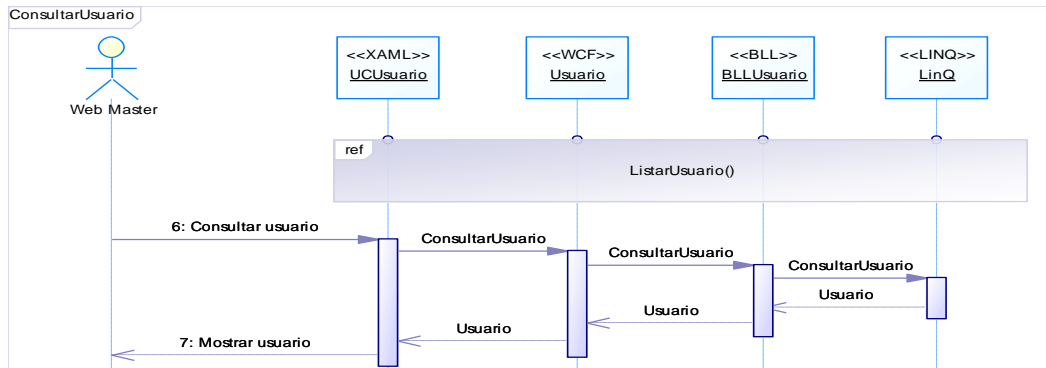 ConsultarUsuario
<<XAML>>
UCUsuario
<<WCF>>
Usuario
<<BLL>>
BLLUsuario
<<LINQ>>
LinQ
Web Master
ref
ListarUsuario()
6: Consultar usuario
ConsultarUsuario
ConsultarUsuario
ConsultarUsuario
Usuario
Usuario
Usuario
7: Mostrar usuario